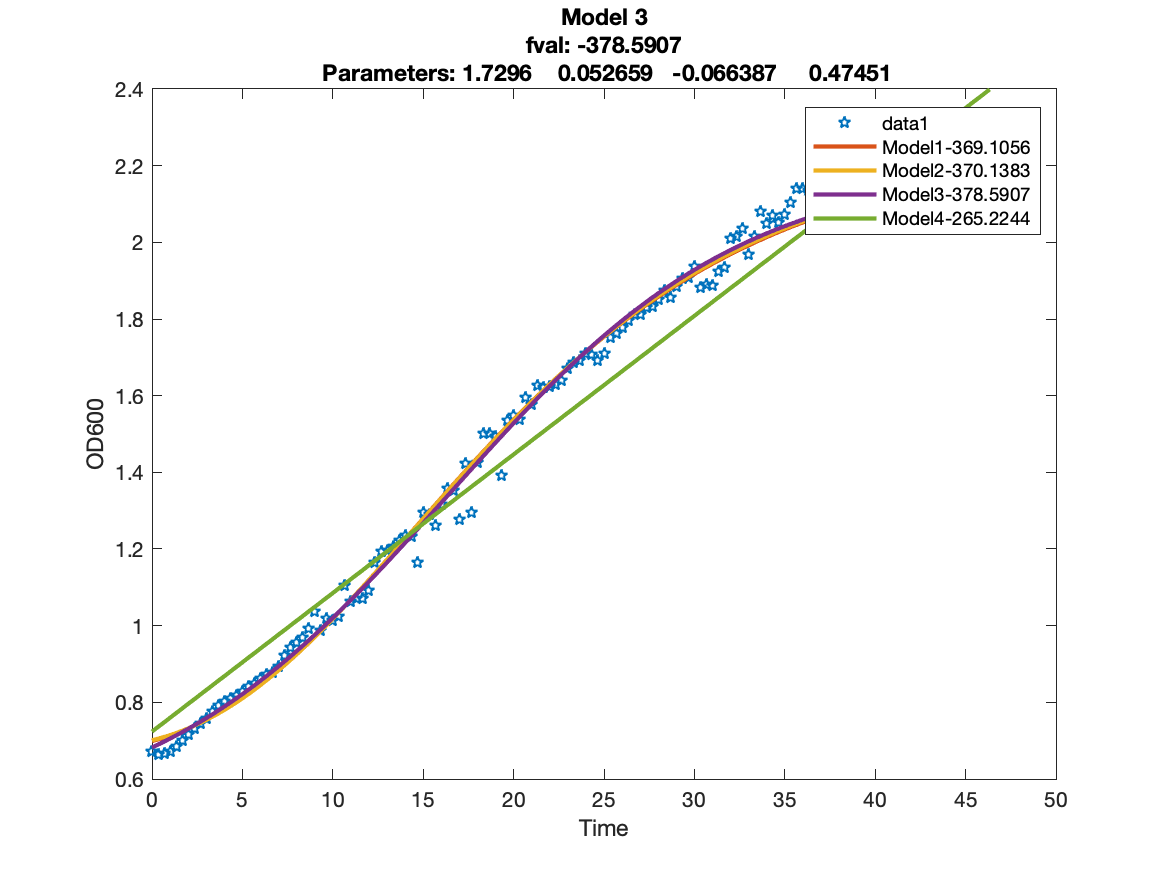 Model 3
fval: -378.5907
Parameters: 1.7296 0.052659 -0.066387 0.47451
2.4
2.2
2
1.8
1.6
1.4
1.2
1
0.8
0.6
OD600
data1
Model1-369.1056
Model2-370.1383
Model3-378.5907
Model4-265.2244
0 5 10 15 20 25 30 35 40 45 50
Time